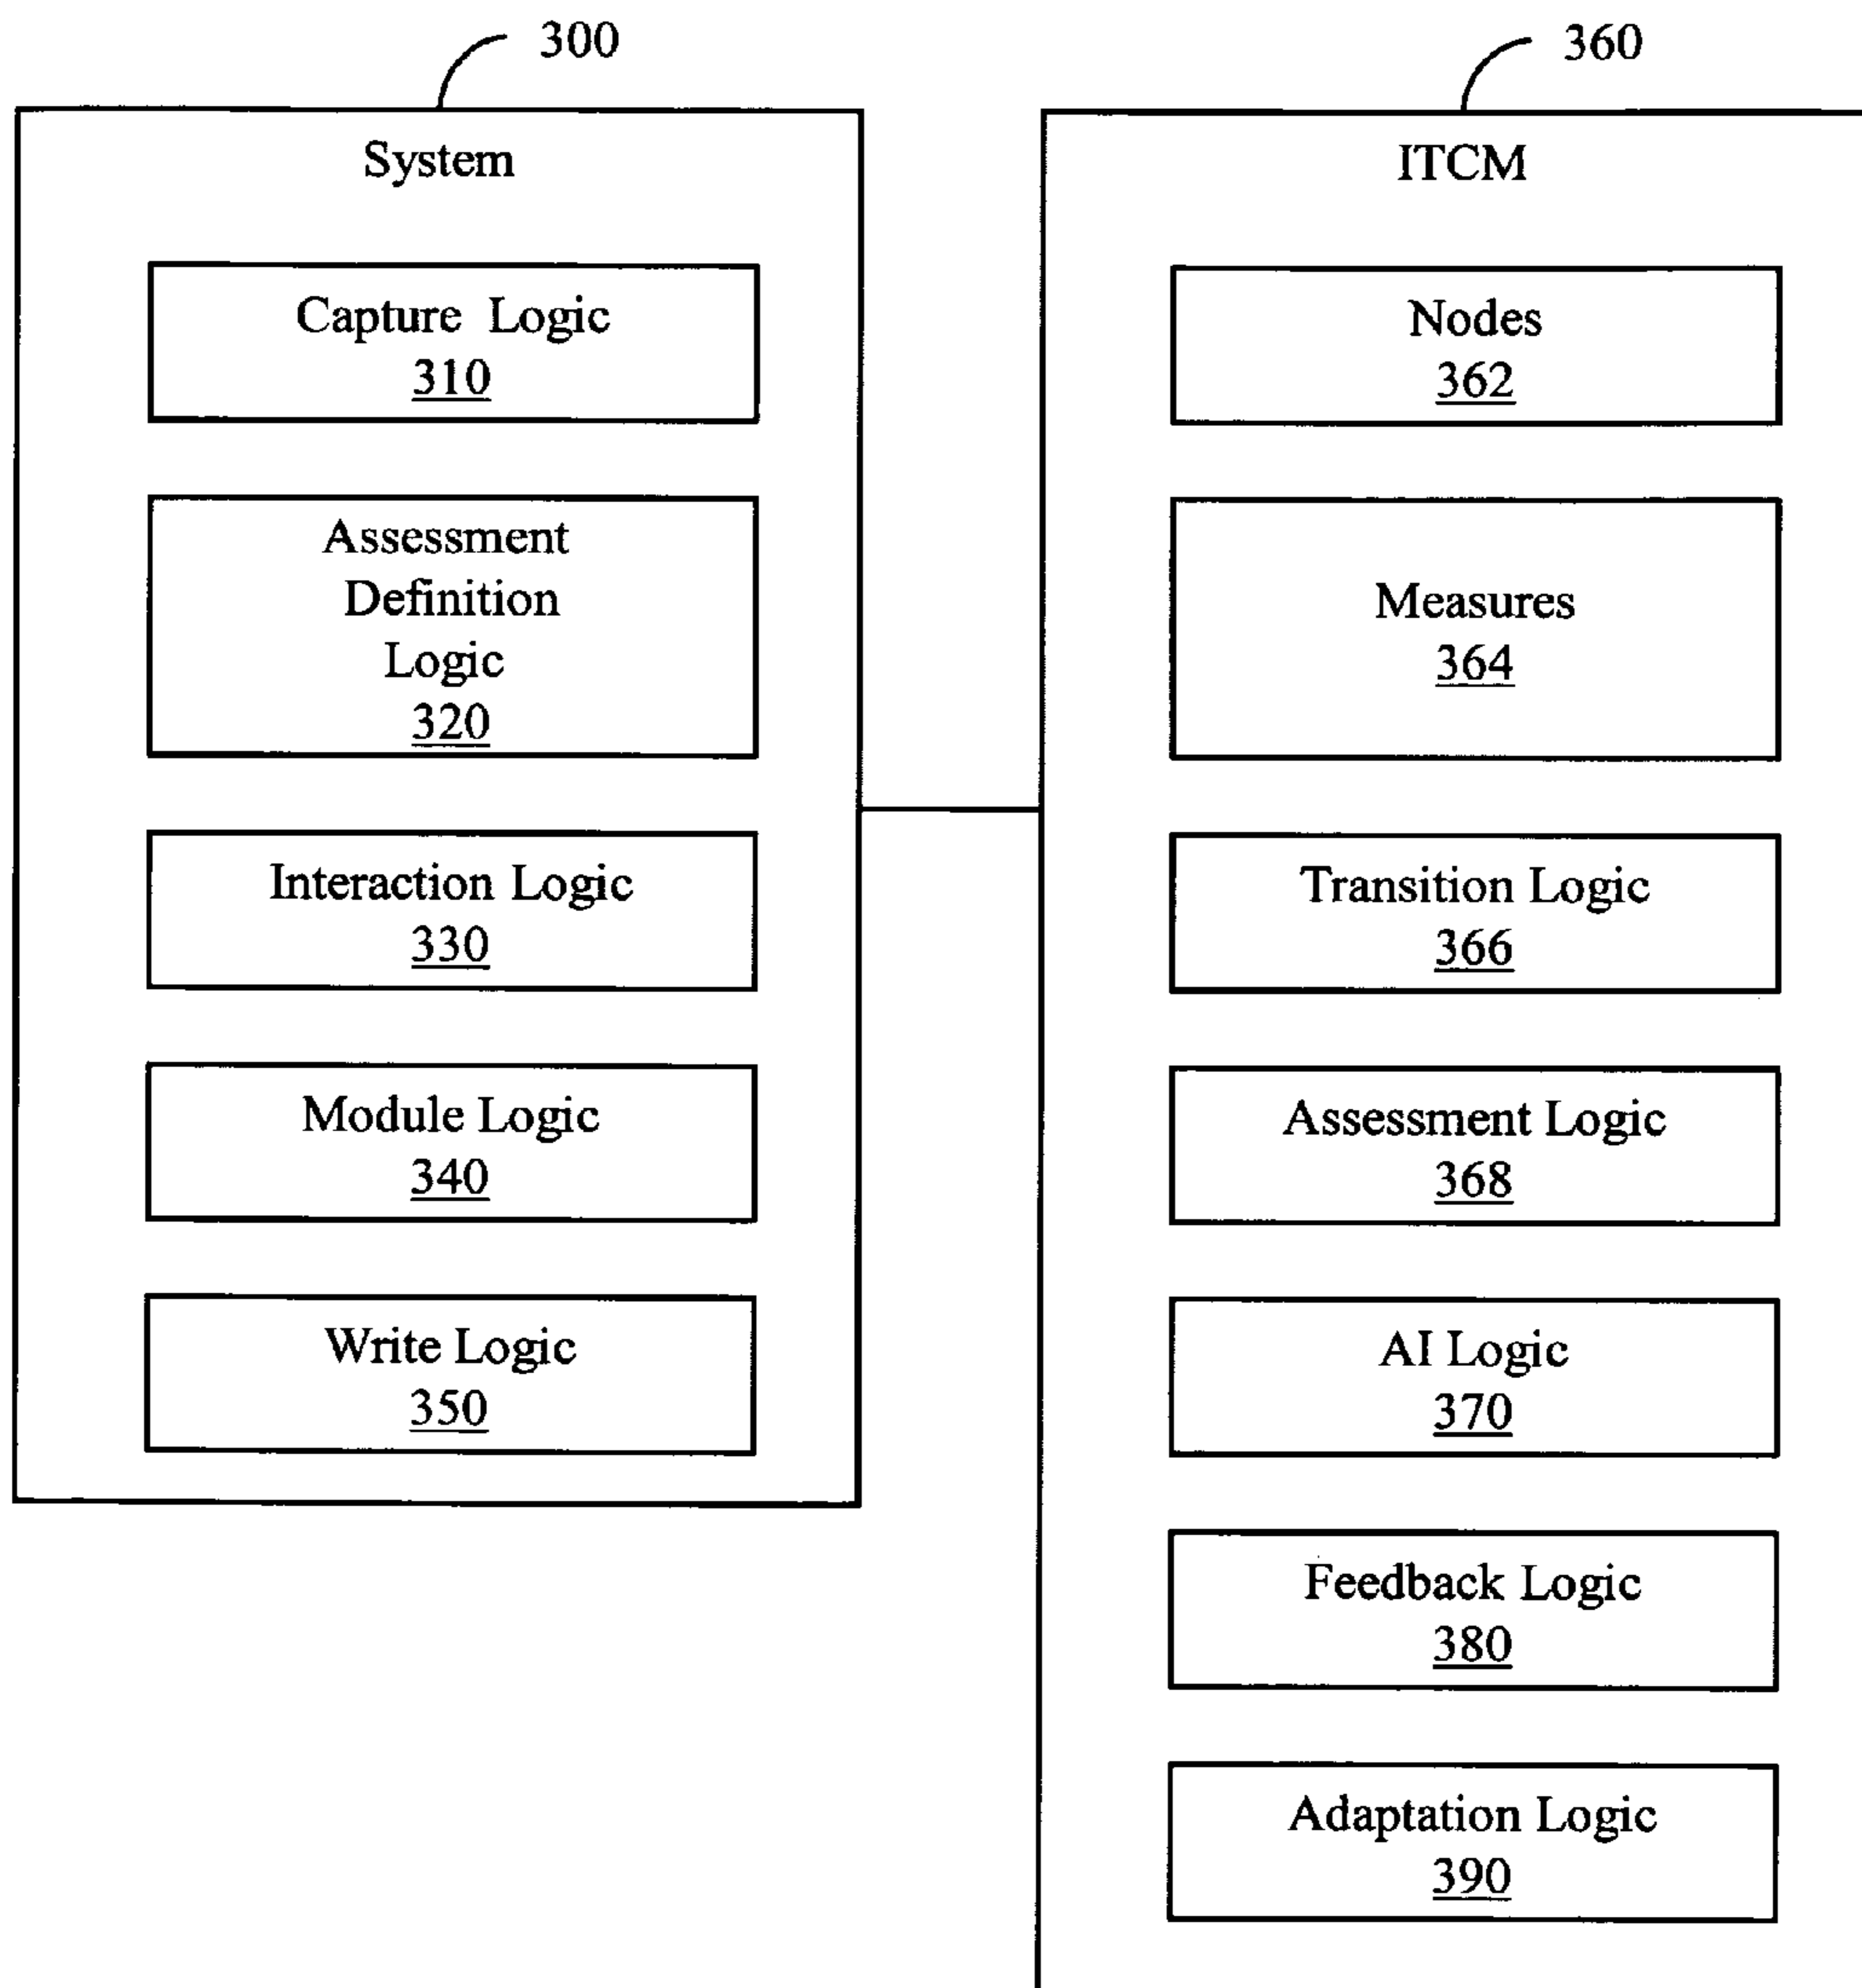 300
System
Capture Logic
310
Assessment
Definition
Logic
320
Interaction Logic
330
Module Logic
340
Write Logic
350
360
ITCM
Nodes
362
Measures
364
Transition Logic
366
Assessment Logic
368
AI Logic
370
Feedback Logic
380
Adaptation Logic
390